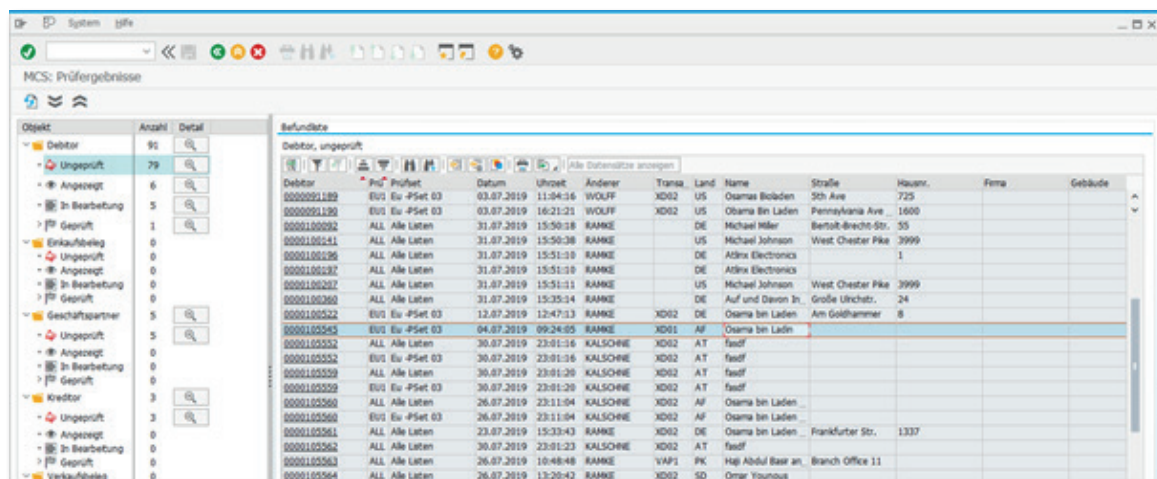 System Hilfe
MCS: Prüfergebnisse
Objekt Anzahl Detail
Debitor 91
Ungeprüft 79
Angezeigt 6
In Bearbeitung 5
Geprüft 1
Einkaufsbeleg 0
Ungeprüft 0
Angezeigt 0
In Bearbeitung 0
Geprüft 0
Geschäftspartner 5
Ungeprüft 5
Angezeigt 0
In Bearbeitung 0
Geprüft 0
Kreditor 3
Ungeprüft 3
Angezeigt 0
In Bearbeitung 0
Geprüft 0
Verkaufsbeleg 0
Befundliste
Debitor, ungeprüft
Alle Datensätze anzeigen
Debitor Prü Prüfset Datum Uhrzeit Änderer Transa_ Land Name Straße Hausnr. Firma Gebäude
0000091189 EU1 Eu -PSet 03 03.07.2019 11:04:16 WOLFF XD02 US Osamas Bioladen 5th Ave 725
0000091190 EU1 Eu -PSet 03 03.07.2019 16:21:21 WOLFF XD02 US Obama Bin Laden Pennsylvania Ave _ 1600
0000100092 ALL Alle Listen 31.07.2019 15:50:18 RAMKE DE Michael Miller Bertolt-Brecht-Str. 55
0000100141 ALL Alle Listen 31.07.2019 15:50:38 RAMKE US Michael Johnson West Chester Pike 3999
0000100196 ALL Alle Listen 31.07.2019 15:51:10 RAMKE DE Atlinx Electronics 1
0000100197 ALL Alle Listen 31.07.2019 15:51:10 RAMKE DE Atlinx Electronics
0000100207 ALL Alle Listen 31.07.2019 15:51:11 RAMKE US Michael Johnson West Chester Pike 3999
0000100360 ALL Alle Listen 31.07.2019 15:35:14 RAMKE DE Auf und Davon In_ Große Ulrichstr. 24
0000100522 EU1 Eu -PSet 03 12.07.2019 12:47:13 RAMKE XD02 DE Osama bin Laden Am Goldhammer 8
0000105545 EU1 Eu -PSet 03 04.07.2019 09:24:05 RAMKE XD01 AF Osama bin Ladin
0000105552 ALL Alle Listen 30.07.2019 23:01:16 KALSCHNE XD02 AT fasdf
0000105552 EU1 Eu -PSet 03 30.07.2019 23:01:16 KALSCHNE XD02 AT fasdf
0000105559 ALL Alle Listen 30.07.2019 23:01:20 KALSCHNE XD02 AT fasdf
0000105559 EU1 Eu -PSet 03 30.07.2019 23:01:20 KALSCHNE XD02 AT fasdf
0000105560 ALL Alle Listen 26.07.2019 23:11:04 KALSCHNE XD02 AF Osama bin Laden _
0000105560 EU1 Eu -PSet 03 26.07.2019 23:11:04 KALSCHNE XD02 AF Osama bin Laden _
0000105561 ALL Alle Listen 23.07.2019 15:33:43 RAMKE XD02 DE Osama bin Laden _ Frankfurter Str. 1337
0000105562 ALL Alle Listen 30.07.2019 23:01:23 KALSCHNE XD02 AT fasdf
0000105563 ALL Alle Listen 26.07.2019 10:48:48 RAMKE VAP1 PK Haji Abdul Basir an_ Branch Office 11
0000105564 ALL Alle Listen 26.07.2019 13:20:42 RAMKE XD02 SD Omar Younous